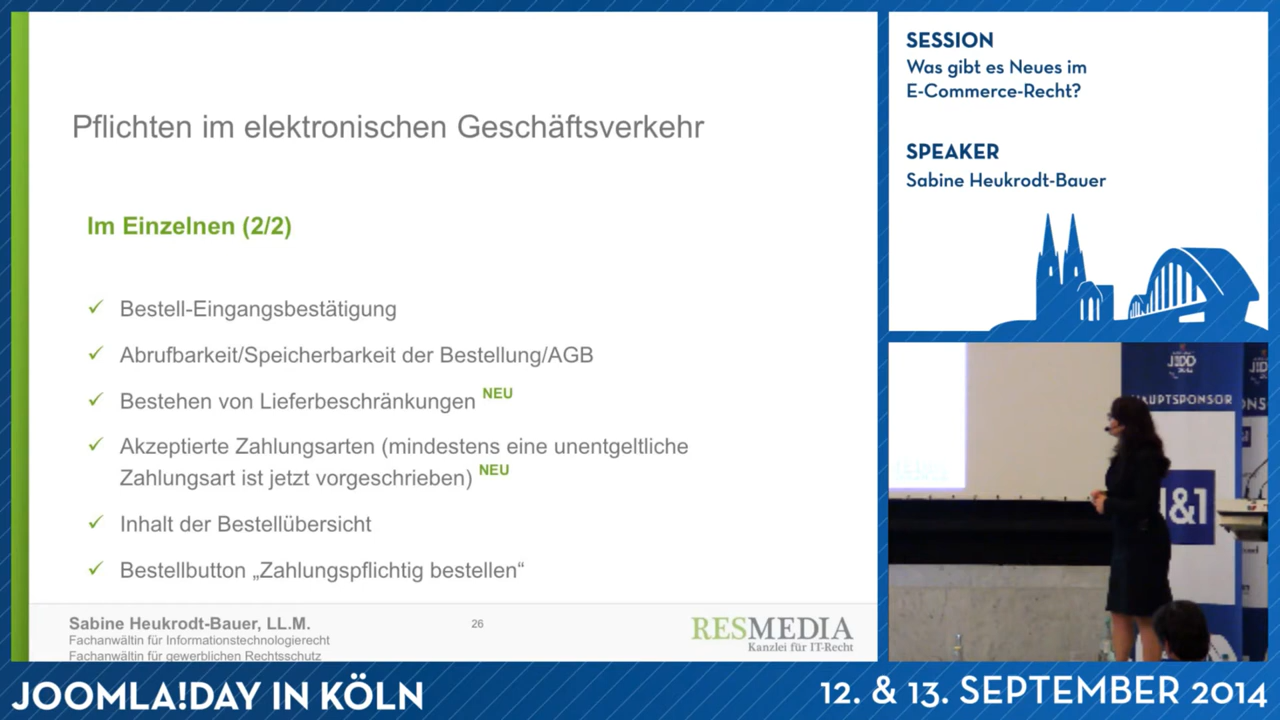 Pflichten im elektronischen Geschäftsverkehr
Im Einzelnen (2/2)
✓ Bestell-Eingangsbestätigung
✓ Abrufbarkeit/Speicherbarkeit der Bestellung/AGB
✓ Bestehen von Lieferbeschränkungen NEU
✓ Akzeptierte Zahlungsarten (mindestens eine unentgeltliche
Zahlungsart ist jetzt vorgeschrieben) NEU
✓ Inhalt der Bestellübersicht
✓ Bestellbutton „Zahlungspflichtig bestellen“
Sabine Heukrodt-Bauer, LL.M.
Fachanwältin für Informationstechnologierecht
Fachanwältin für gewerblichen Rechtsschutz
26
RESMEDIA
Kanzlei für IT-Recht
SESSION
Was gibt es Neues im
E-Commerce-Recht?
SPEAKER
Sabine Heukrodt-Bauer
HAUPTSPONSOR
&1
JOOMLA!DAY IN KÖLN
12. & 13. SEPTEMBER 2014